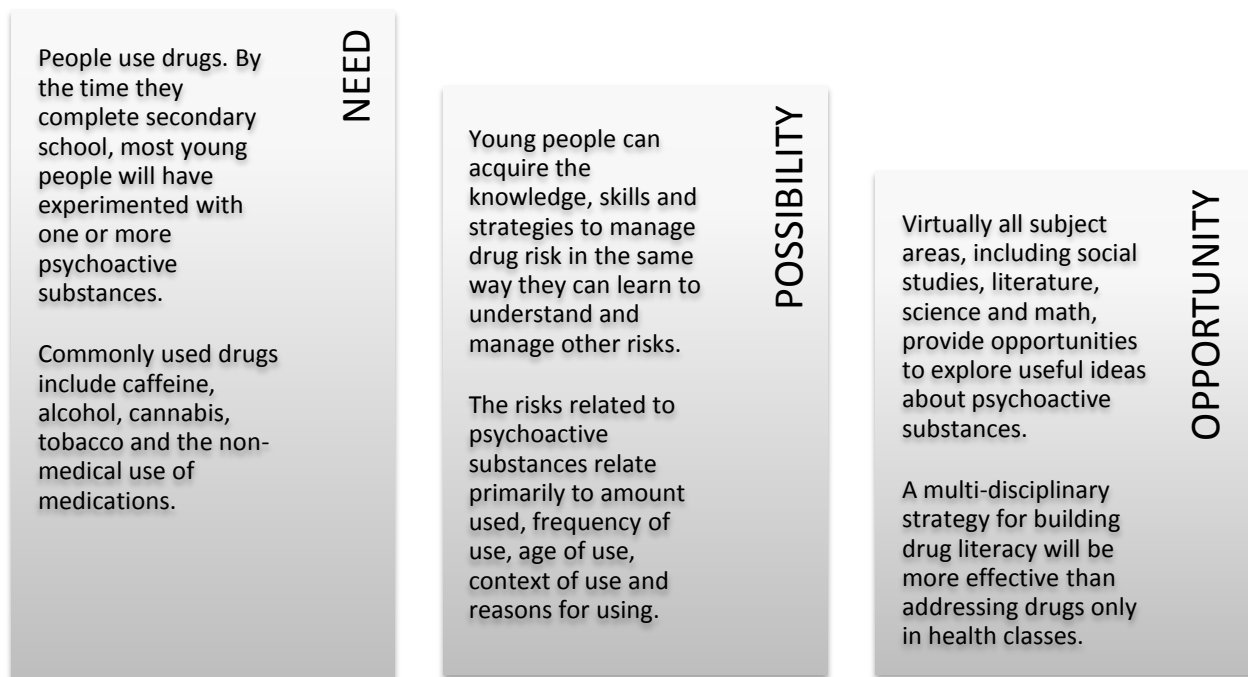 NEED
People use drugs. By
the time they
complete secondary
school, most young
people will have
experimented with
one or more
psychoactive
substances.
Commonly used drugs
include caffeine,
alcohol, cannabis,
tobacco and the non-
medical use of
medications.
POSSIBILITY
Young people can
acquire the
knowledge, skills and
strategies to manage
drug risk in the same
way they can learn to
understand and
manage other risks.
The risks related to
psychoactive
substances relate
primarily to amount
used, frequency of
use, age of use,
context of use and
reasons for using.
OPPORTUNITY
Virtually all subject
areas, including social
studies, literature,
science and math,
provide opportunities
to explore useful ideas
about psychoactive
substances.
A multi-disciplinary
strategy for building
drug literacy will be
more effective than
addressing drugs only
in health classes.